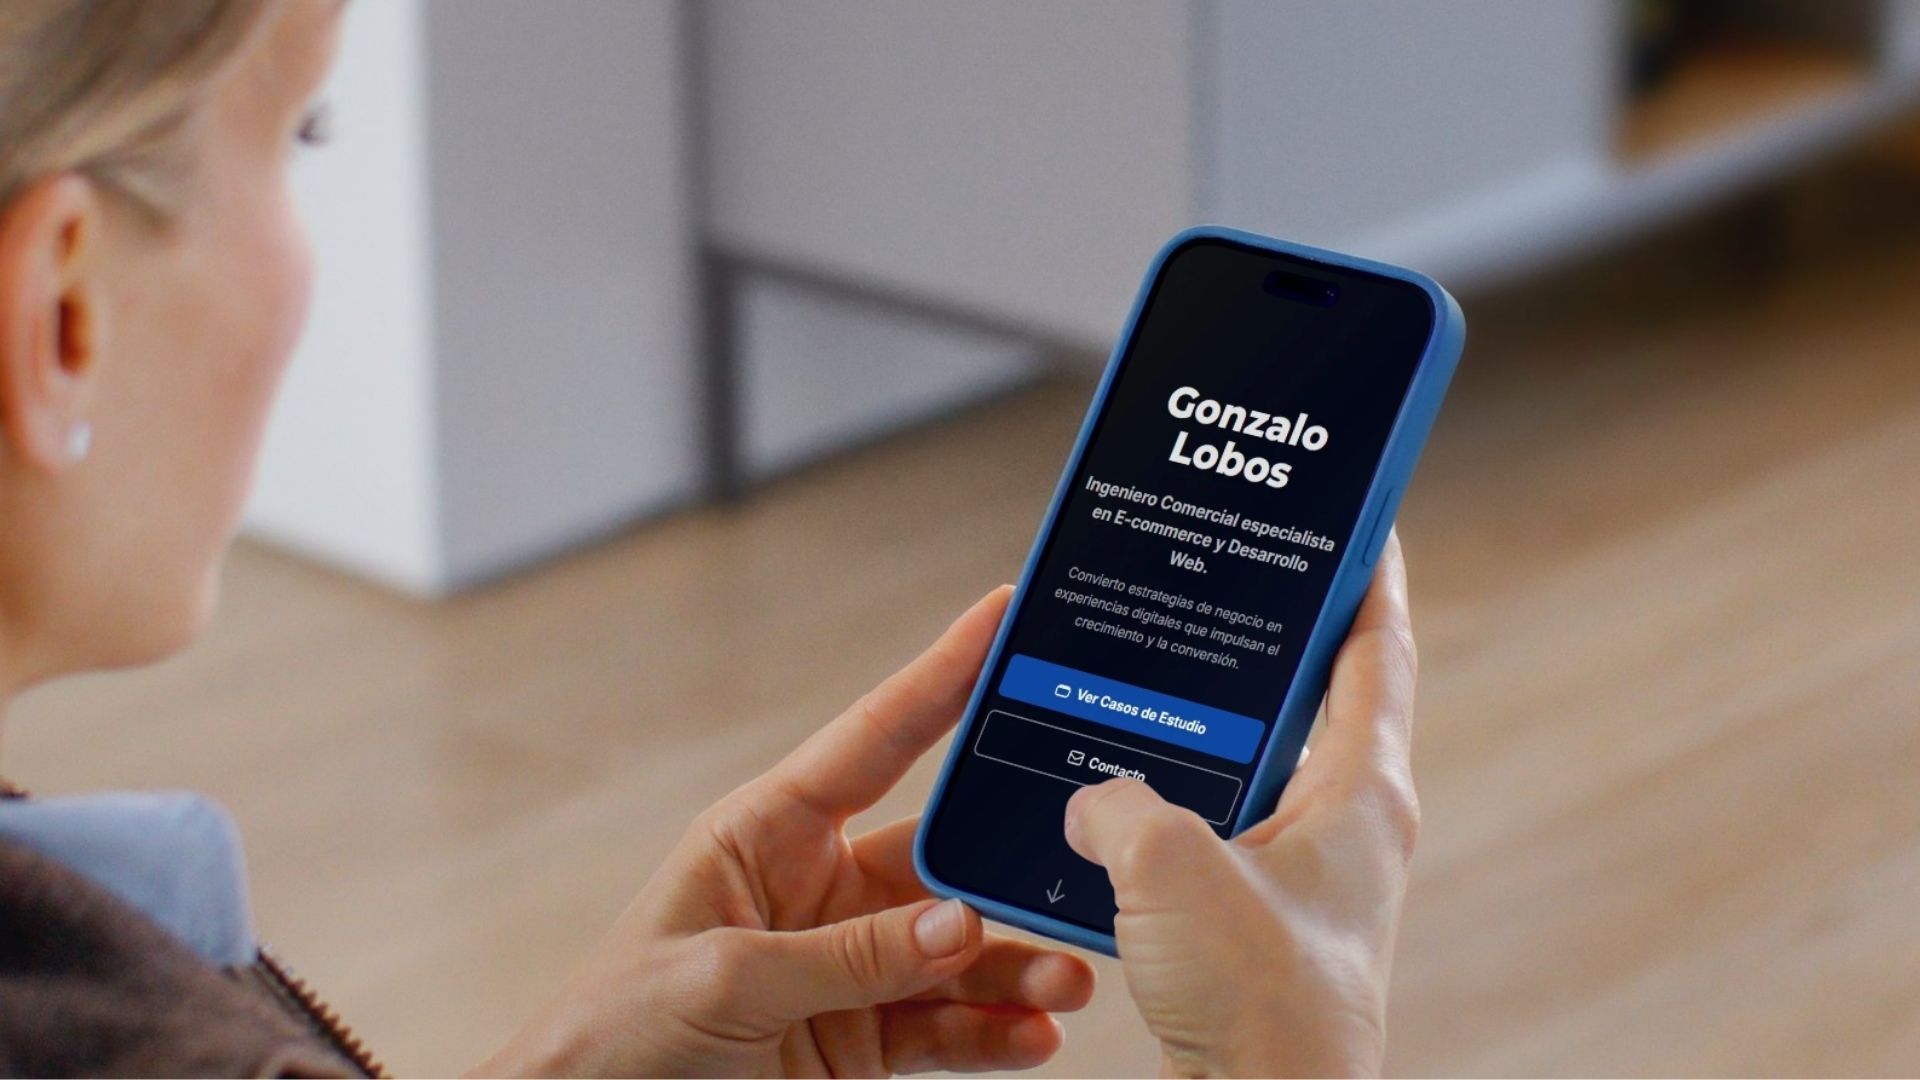 Gonzalo
Lobos
Ingeniero Comercial especialista
en E-commerce y Desarrollo
Web.
Convierto estrategias de negocio en
experiencias digitales que impulsan el
crecimiento y la conversión.
Ver Casos de Estudio
Contacto